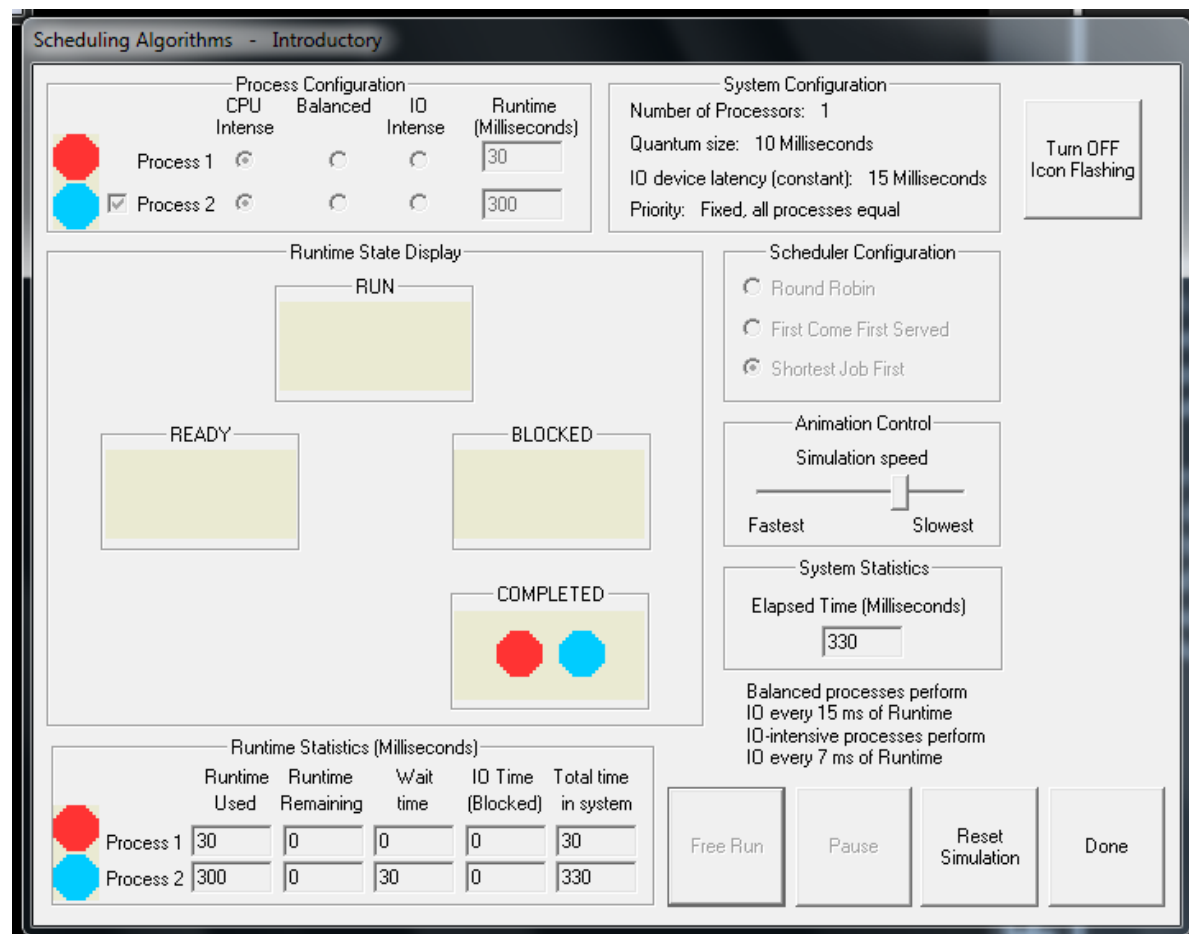 Scheduling Algorithms - Introductory
Process Configuration
CPU Intense Balanced IO Intense Runtime (Milliseconds)
Process 1 30
Process 2 300
System Configuration
Number of Processors: 1
Quantum size: 10 Milliseconds
IO device latency (constant): 15 Milliseconds
Priority: Fixed, all processes equal
Turn OFF
Icon Flashing
Runtime State Display
RUN
READY
BLOCKED
COMPLETED
Scheduler Configuration
Round Robin
First Come First Served
Shortest Job First
Animation Control
Simulation speed
Fastest Slowest
System Statistics
Elapsed Time (Milliseconds)
330
Balanced processes perform
IO every 15 ms of Runtime
IO-intensive processes perform
IO every 7 ms of Runtime
Runtime Statistics (Milliseconds)
Runtime Used Runtime Remaining Wait time IO Time (Blocked) Total time in system
Process 1 30 0 0 0 30
Process 2 300 0 30 0 330
Free Run
Pause
Reset
Simulation
Done